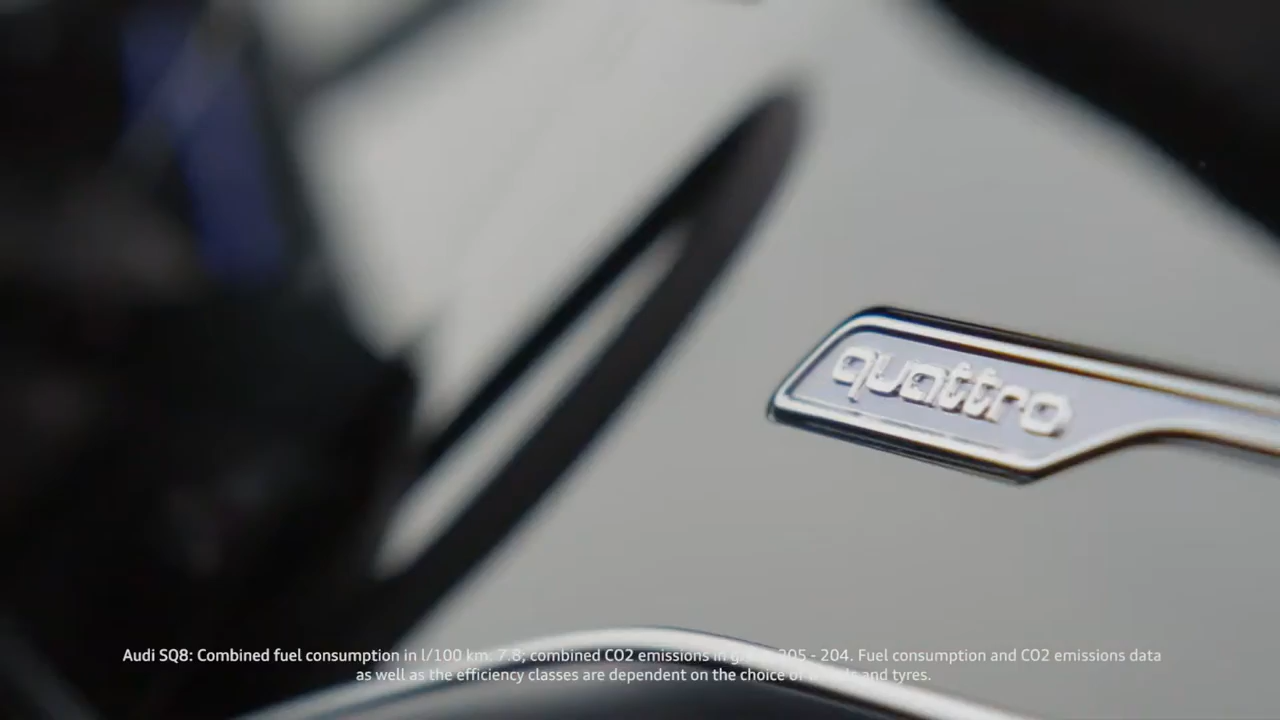 quattro
Audi SQ8: Combined fuel consumption in l/100 km: 7.8; combined CO2 emissions in 205 - 204. Fuel consumption and CO2 emissions data
as well as the efficiency classes are dependent on the choice of and tyres.